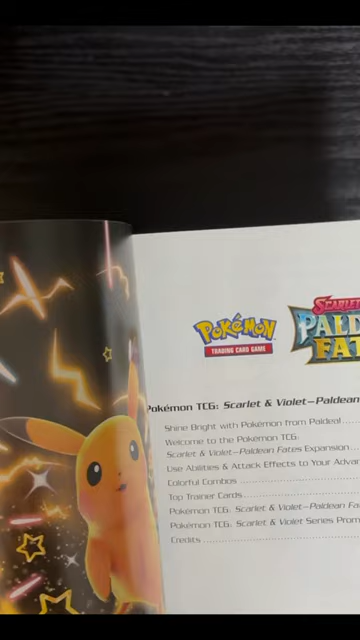 Pokémon
TRADING CARD GAME
SCARLET
PALDE
FAT
Pokémon TCG: Scarlet & Violet—Paldean
Shine Bright with Pokémon from Paldea!
Welcome to the Pokémon TCG:
Scarlet & Violet—Paldean Fates Expansion
Use Abilities & Attack Effects to Your Advan
Colorful Combos
Top Trainer Cards
Pokémon TCG: Scarlet & Violet—Paldean Fa
Pokémon TCG: Scarlet & Violet Series Prom
Credits